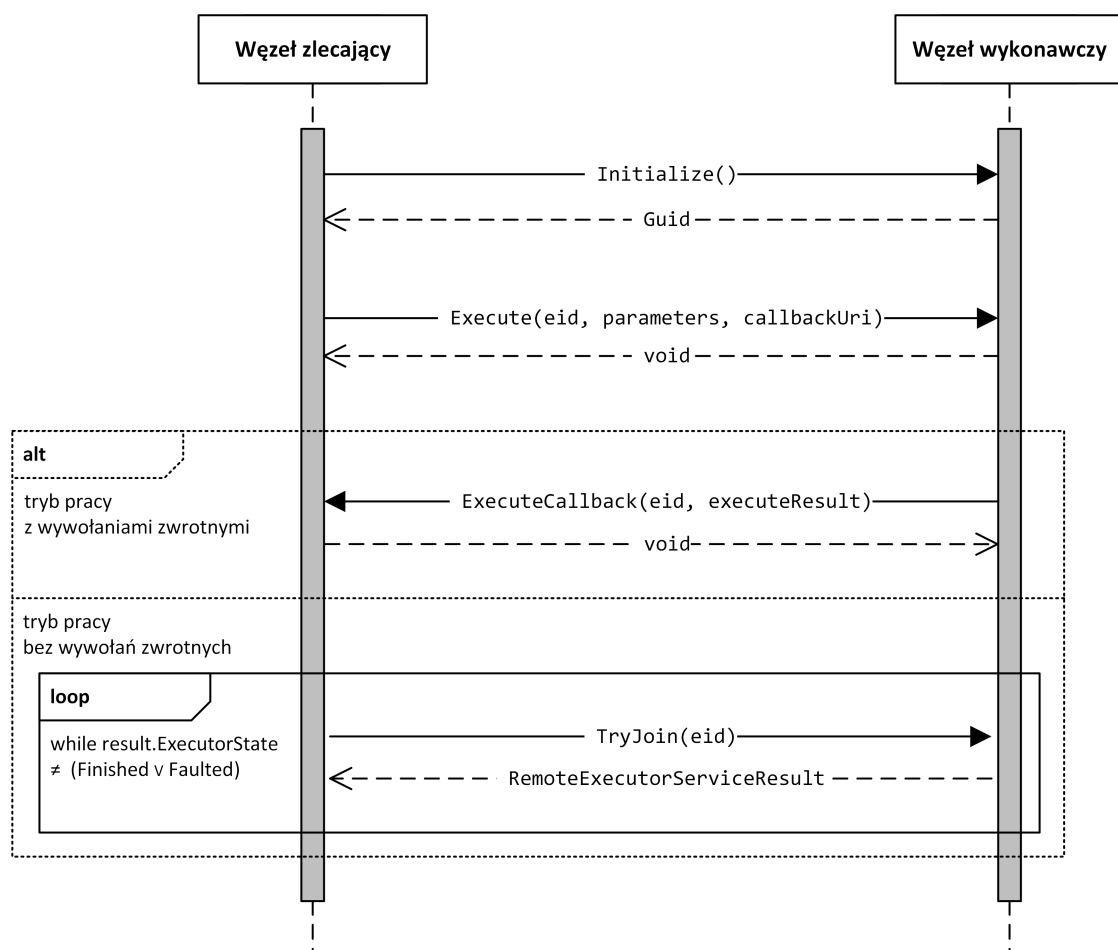 Węzeł zlecający
Węzeł wykonawczy
Initialize()
Guid
Execute(eid, parameters, callbackUri)
void
alt
tryb pracy
z wywołaniami zwrotnymi
ExecuteCallback(eid, executeResult)
void
tryb pracy
bez wywołań zwrotnych
loop
while result.ExecutorState
≠ (Finished ∨ Faulted)
TryJoin(eid)
RemoteExecutorServiceResult